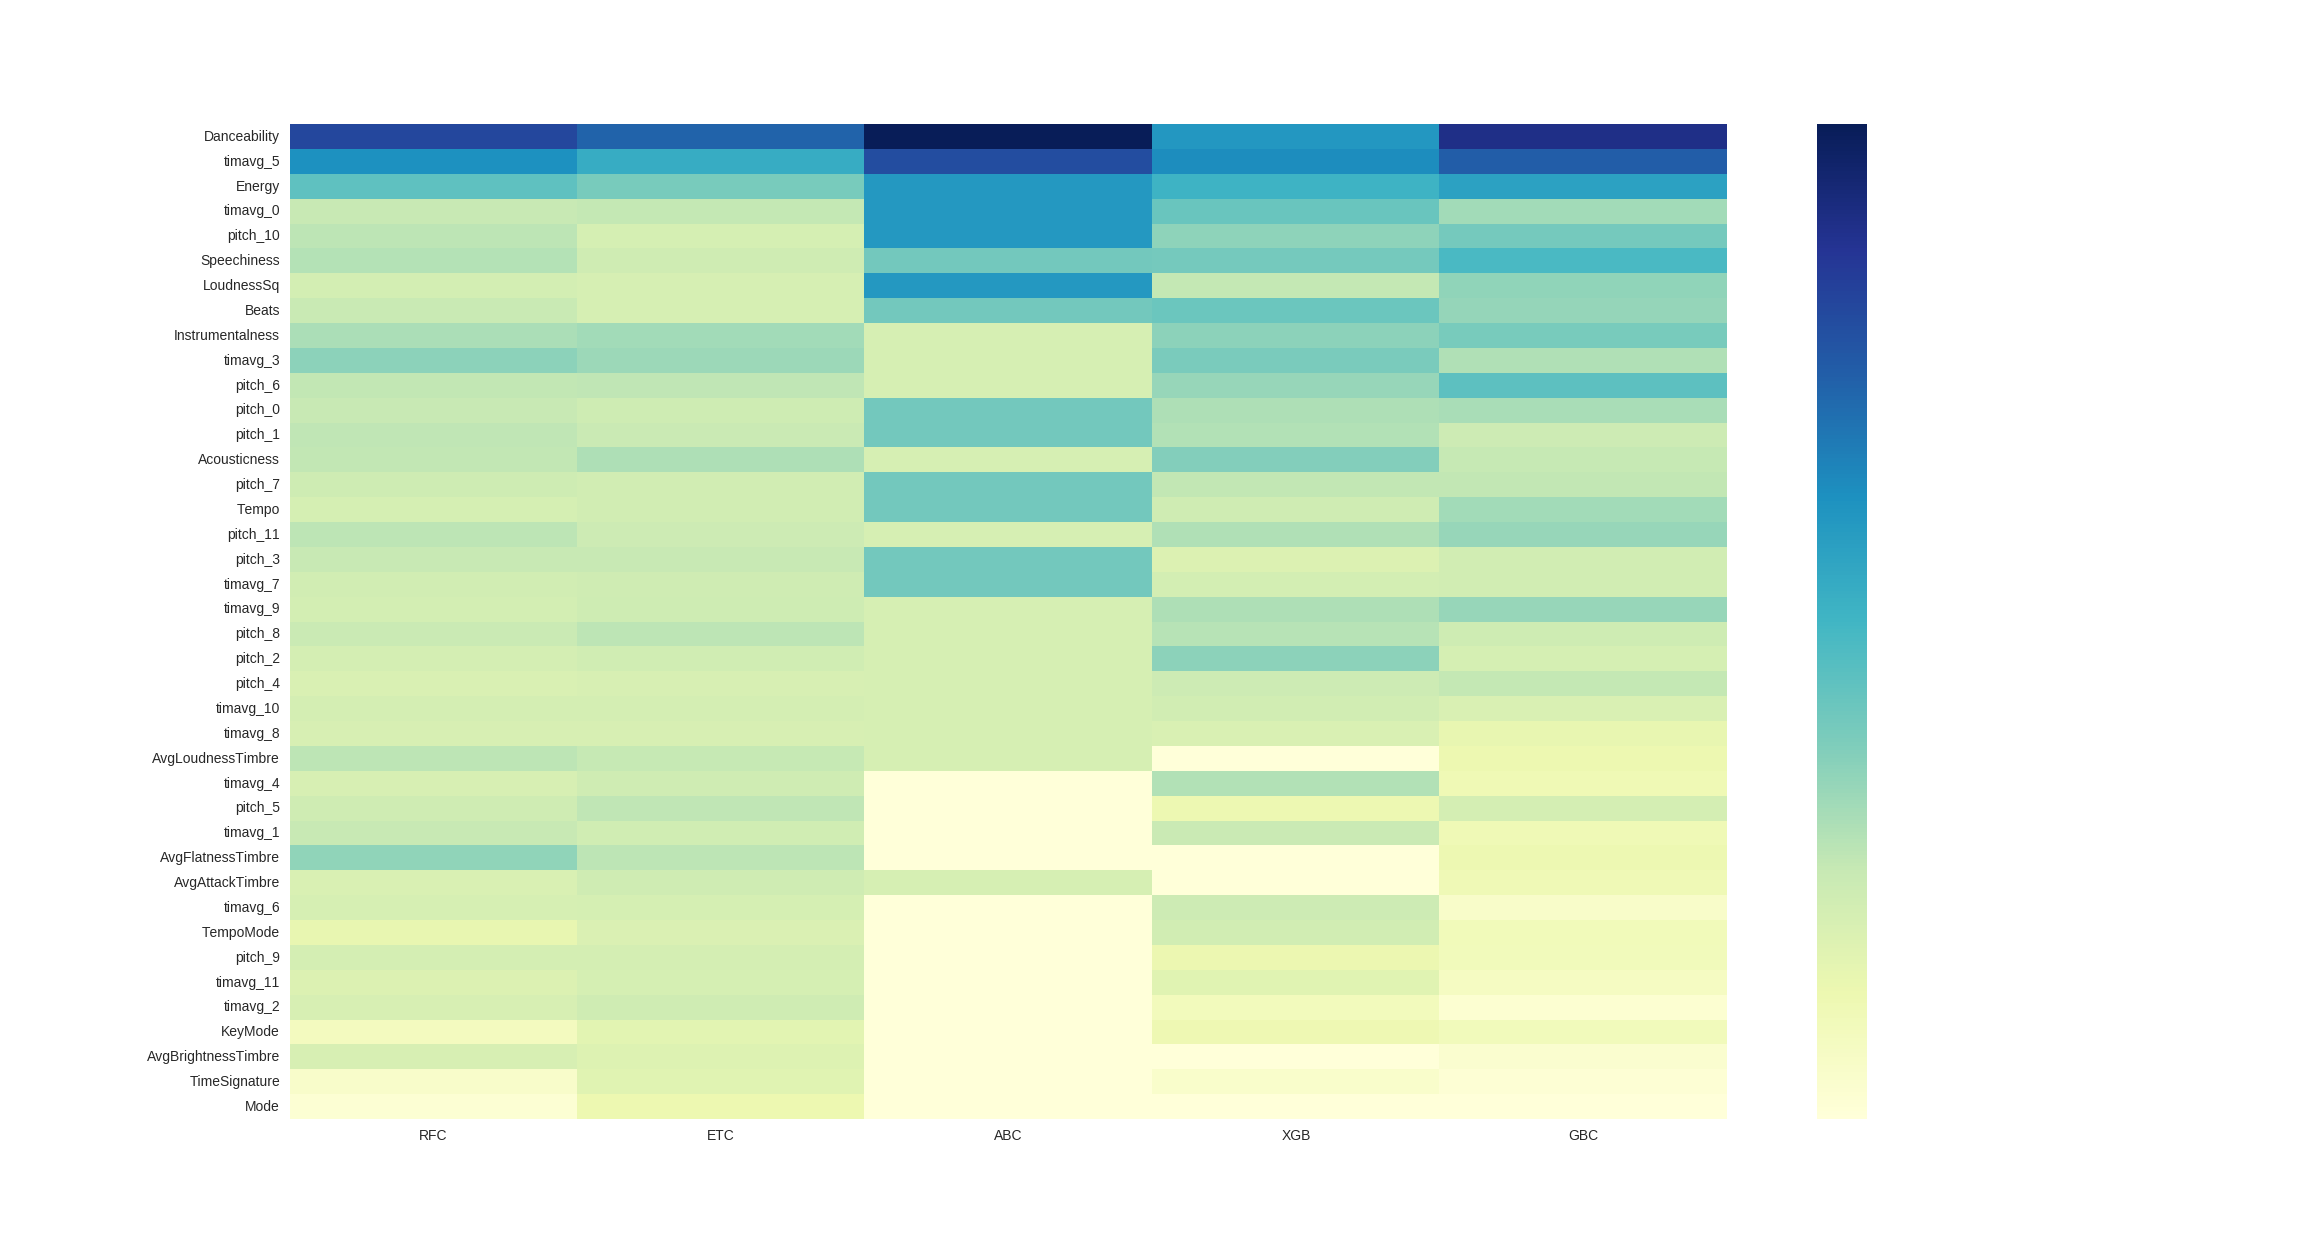 Danceability
timavg_5
Energy
timavg_0
pitch_10
Speechiness
LoudnessSq
Beats
Instrumentalness
timavg_3
pitch_6
pitch_0
pitch_1
Acousticness
pitch_7
Tempo
pitch_11
pitch_3
timavg_7
timavg_9
pitch_8
pitch_2
pitch_4
timavg_10
timavg_8
AvgLoudnessTimbre
timavg_4
pitch_5
timavg_1
AvgFlatnessTimbre
AvgAttackTimbre
timavg_6
TempoMode
pitch_9
timavg_11
timavg_2
KeyMode
AvgBrightnessTimbre
TimeSignature
Mode
RFC ETC ABC XGB GBC